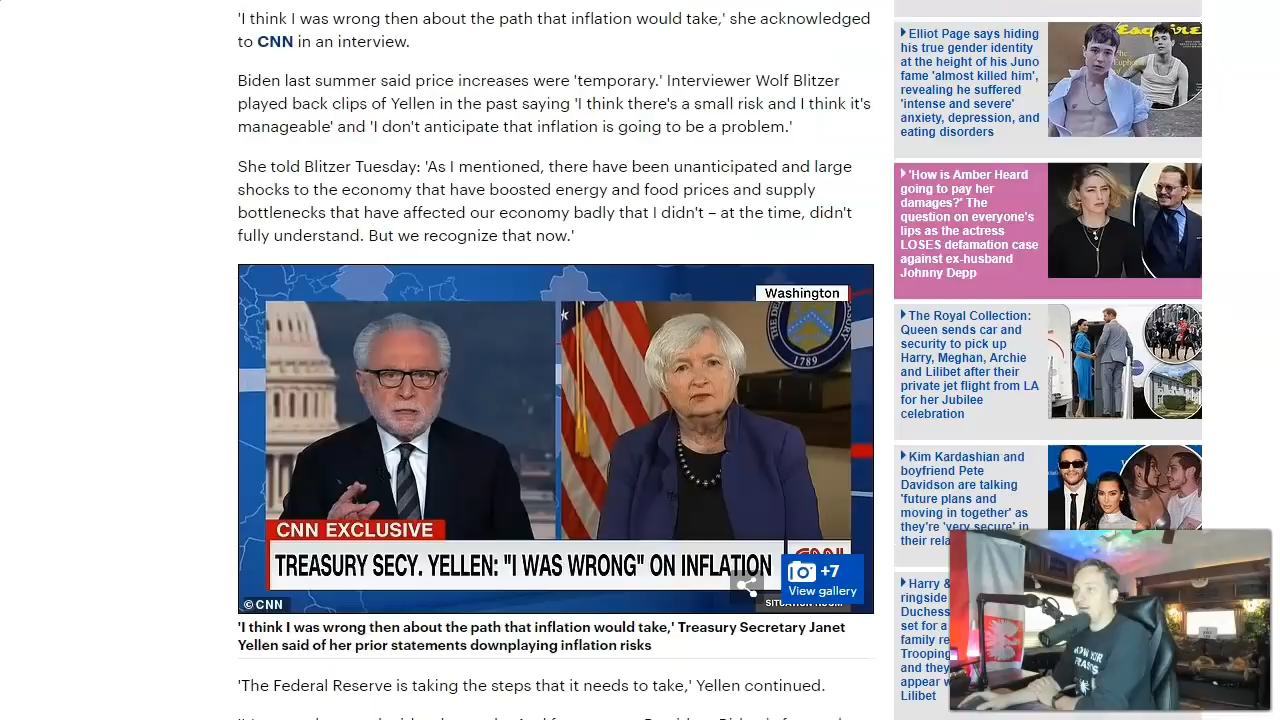 'I think I was wrong then about the path that inflation would take,' she acknowledged
to CNN in an interview.
Biden last summer said price increases were 'temporary.' Interviewer Wolf Blitzer
played back clips of Yellen in the past saying 'I think there's a small risk and I think it's
manageable' and 'I don't anticipate that inflation is going to be a problem.'
She told Blitzer Tuesday: 'As I mentioned, there have been unanticipated and large
shocks to the economy that have boosted energy and food prices and supply
bottlenecks that have affected our economy badly that I didn't – at the time, didn't
fully understand. But we recognize that now.'
Washington
1789
CNN EXCLUSIVE
TREASURY SECY. YELLEN: "I WAS WRONG" ON INFLATION
CNN
+7
View gallery
© CNN
SITUATION ROOM
'I think I was wrong then about the path that inflation would take,' Treasury Secretary Janet
Yellen said of her prior statements downplaying inflation risks
'The Federal Reserve is taking the steps that it needs to take,' Yellen continued.
Elliot Page says hiding
his true gender identity
at the height of his Juno
fame 'almost killed him',
revealing he suffered
'intense and severe'
anxiety, depression, and
eating disorders
Esquire
'How is Amber Heard
going to pay her
damages?' The
question on everyone's
lips as the actress
LOSES defamation case
against ex-husband
Johnny Depp
The Royal Collection:
Queen sends car and
security to pick up
Harry, Meghan, Archie
and Lilibet after their
private jet flight from LA
for her Jubilee
celebration
Kim Kardashian and
boyfriend Pete
Davidson are talking
'future plans and
moving in together' as
they're 'very secure' in
their rela
Harry &
ringside
Duchess
set for a
family re
Trooping
and they
appear w
Lilibet